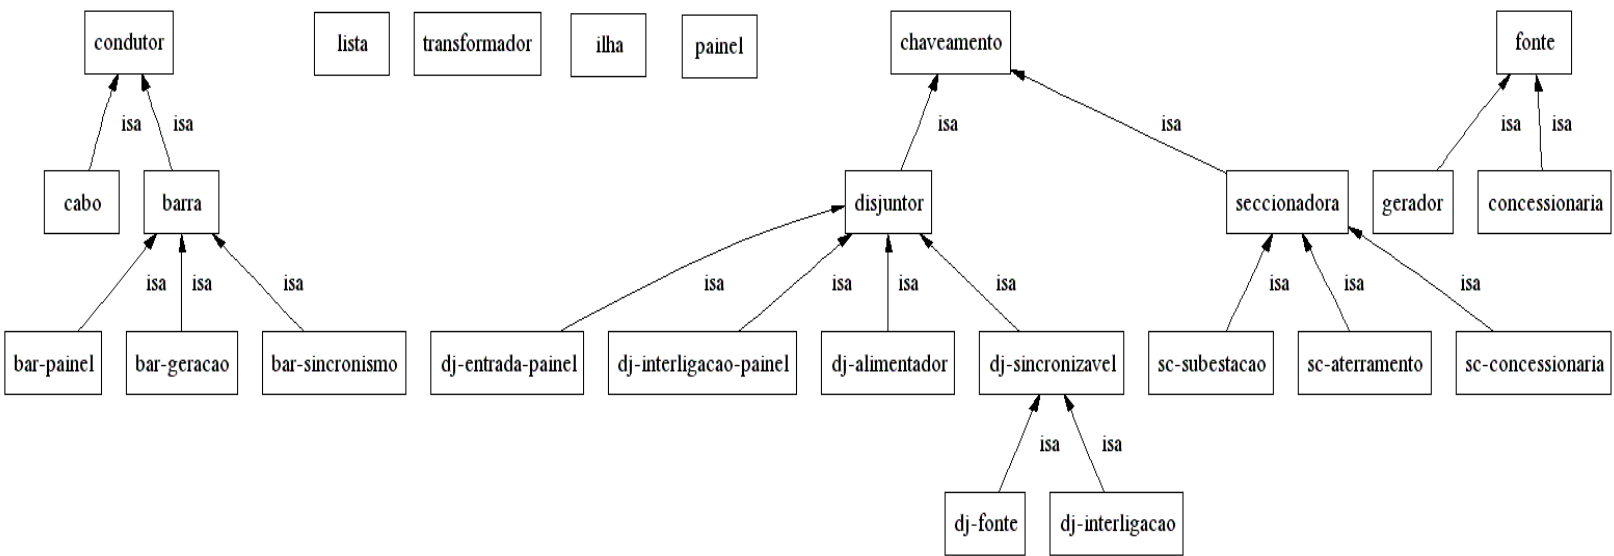 condutor
lista
transformador
ilha
painel
chaveamento
fonte
isa
isa
isa
isa
isa
isa
cabo
barra
disjuntor
seccionadora
gerador
concessionaria
isa
isa
isa
isa
isa
isa
isa
isa
isa
isa
bar-painel
bar-geracao
bar-sincronismo
dj-entrada-painel
dj-interligacao-painel
dj-alimentador
dj-sincronizavel
sc-subestacao
sc-aterramento
sc-concessionaria
isa
isa
dj-fonte
dj-interligacao